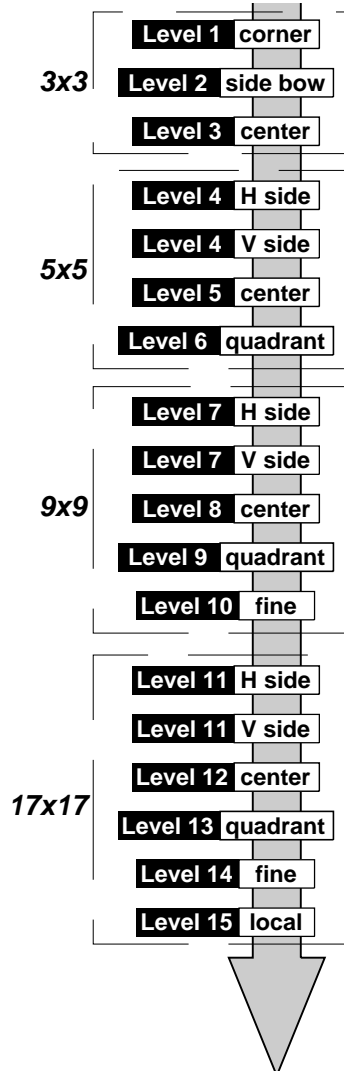 Level 1 corner
3x3
Level 2 side bow
Level 3 center
Level 4 H side
Level 4 V side
5x5
Level 5 center
Level 6 quadrant
Level 7 H side
Level 7 V side
9x9
Level 8 center
Level 9 quadrant
Level 10 fine
Level 11 H side
Level 11 V side
Level 12 center
17x17
Level 13 quadrant
Level 14 fine
Level 15 local